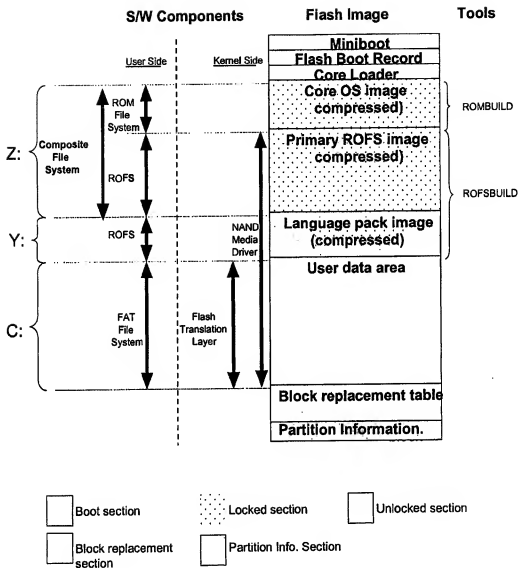 S/W Components
Flash Image
Tools
User Side
Kernel Side
Miniboot
Flash Boot Record
Core Loader
Core OS Image
compressed)
ROM
File
System
ROMBUILD
Z:
Composite
File
System
Primary ROFS image
compressed)
ROFS
ROFSBUILD
Y:
ROFS
NAND
Media
Driver
Language pack image
(compressed)
User data area
C:
FAT
File
System
Flash
Translation
Layer
Block replacement table
Partition Information.
Boot section
Locked section
Unlocked section
Block replacement
section
Partition Info. Section